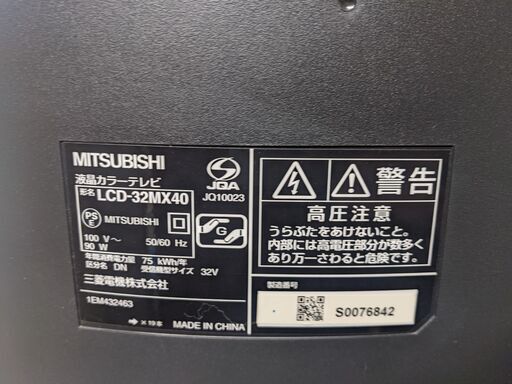 MITSUBISHI
液晶カラーテレビ
形名 LCD-32MX40
JQA
JQ10023
PS
E
MITSUBISHI
G
100 V～
90 W
50/60 Hz
年間消費電力量 75 kWh/年
区分名 DN 受信機型サイズ 32V
三菱電機株式会社
1EM432463
⇒ ×19本
MADE IN CHINA
警告
高圧注意
うらぶたをあけないこと。
内部には高電圧部分が数多く
あり万一さわると危険です。
製造番号
S0076842